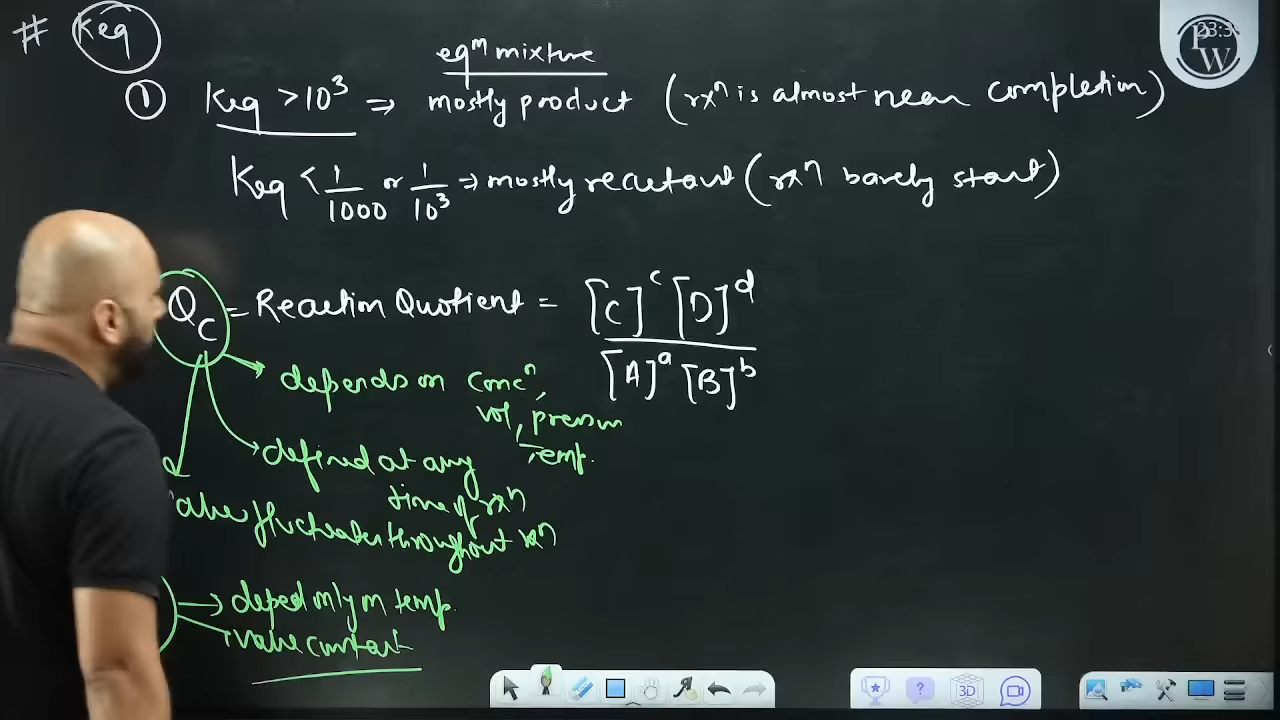 # Keq
eqᵐ mixture
① Keq > 10³ ⇒ mostly product (rxⁿ is almost near completion)
Keq < 1/1000 or 1/10³ ⇒ mostly reactant (rxⁿ barely start)
Qc = Reaction Quotient = [C]ᶜ [D]ᵈ / [A]ᵃ [B]ᵇ
depends on concⁿ,
vol, pressure
Temp.
defined at any
time of rxⁿ
value fluctuates throughout rxⁿ
depend only on temp.
value constant
PW
3D